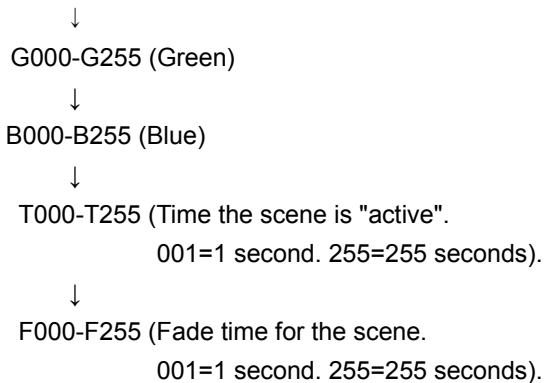 ↓
G000-G255 (Green)
↓
B000-B255 (Blue)
↓
T000-T255 (Time the scene is "active".
001=1 second. 255=255 seconds).
↓
F000-F255 (Fade time for the scene.
001=1 second. 255=255 seconds).